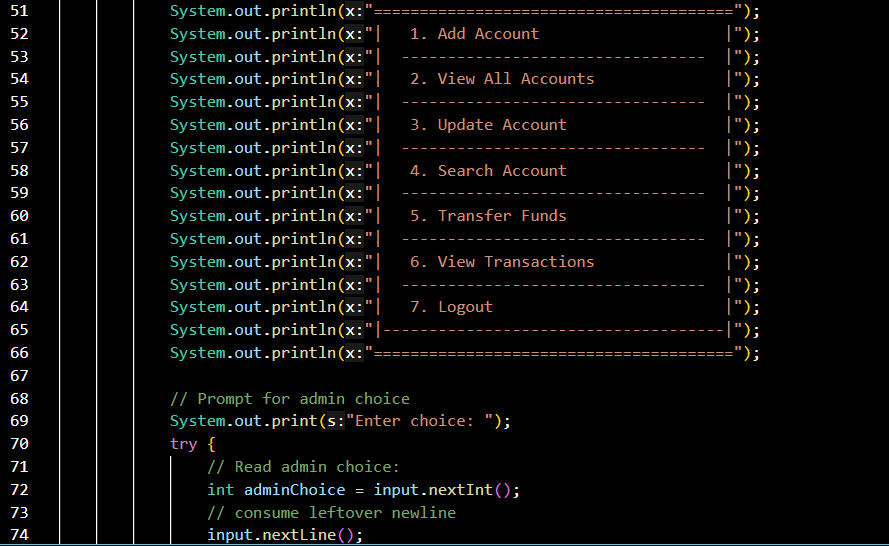 51 System.out.println(x:"=======================================");
52 System.out.println(x:"|   1. Add Account                    |");
53 System.out.println(x:"|  ---------------------------------  |");
54 System.out.println(x:"|   2. View All Accounts              |");
55 System.out.println(x:"|  ---------------------------------  |");
56 System.out.println(x:"|   3. Update Account                 |");
57 System.out.println(x:"|  ---------------------------------  |");
58 System.out.println(x:"|   4. Search Account                 |");
59 System.out.println(x:"|  ---------------------------------  |");
60 System.out.println(x:"|   5. Transfer Funds                 |");
61 System.out.println(x:"|  ---------------------------------  |");
62 System.out.println(x:"|   6. View Transactions              |");
63 System.out.println(x:"|  ---------------------------------  |");
64 System.out.println(x:"|   7. Logout                         |");
65 System.out.println(x:"|-------------------------------------|");
66 System.out.println(x:"=======================================");
67
68 // Prompt for admin choice
69 System.out.print(s:"Enter choice: ");
70 try {
71 // Read admin choice:
72 int adminChoice = input.nextInt();
73 // consume leftover newline
74 input.nextLine();